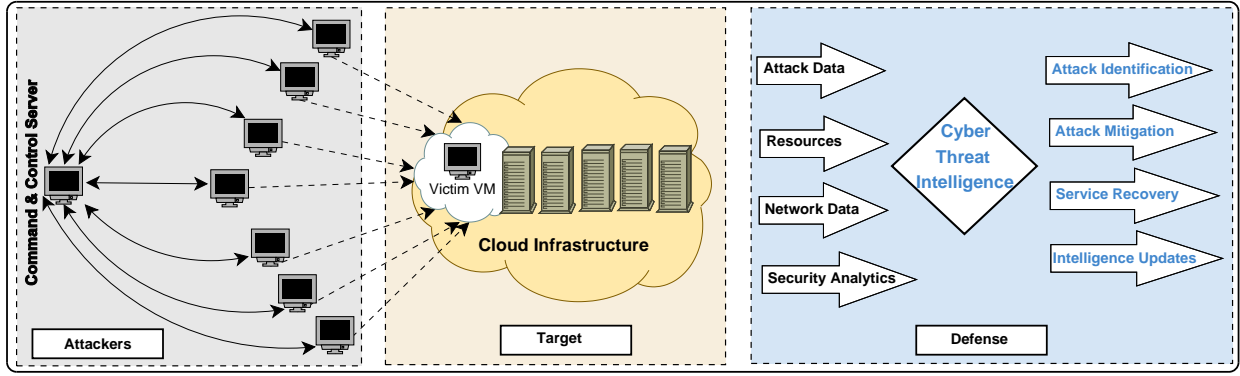 Command & Control Server
Attackers
Victim VM
Cloud Infrastructure
Target
Attack Data
Resources
Network Data
Security Analytics
Cyber
Threat
Intelligence
Attack Identification
Attack Mitigation
Service Recovery
Intelligence Updates
Defense